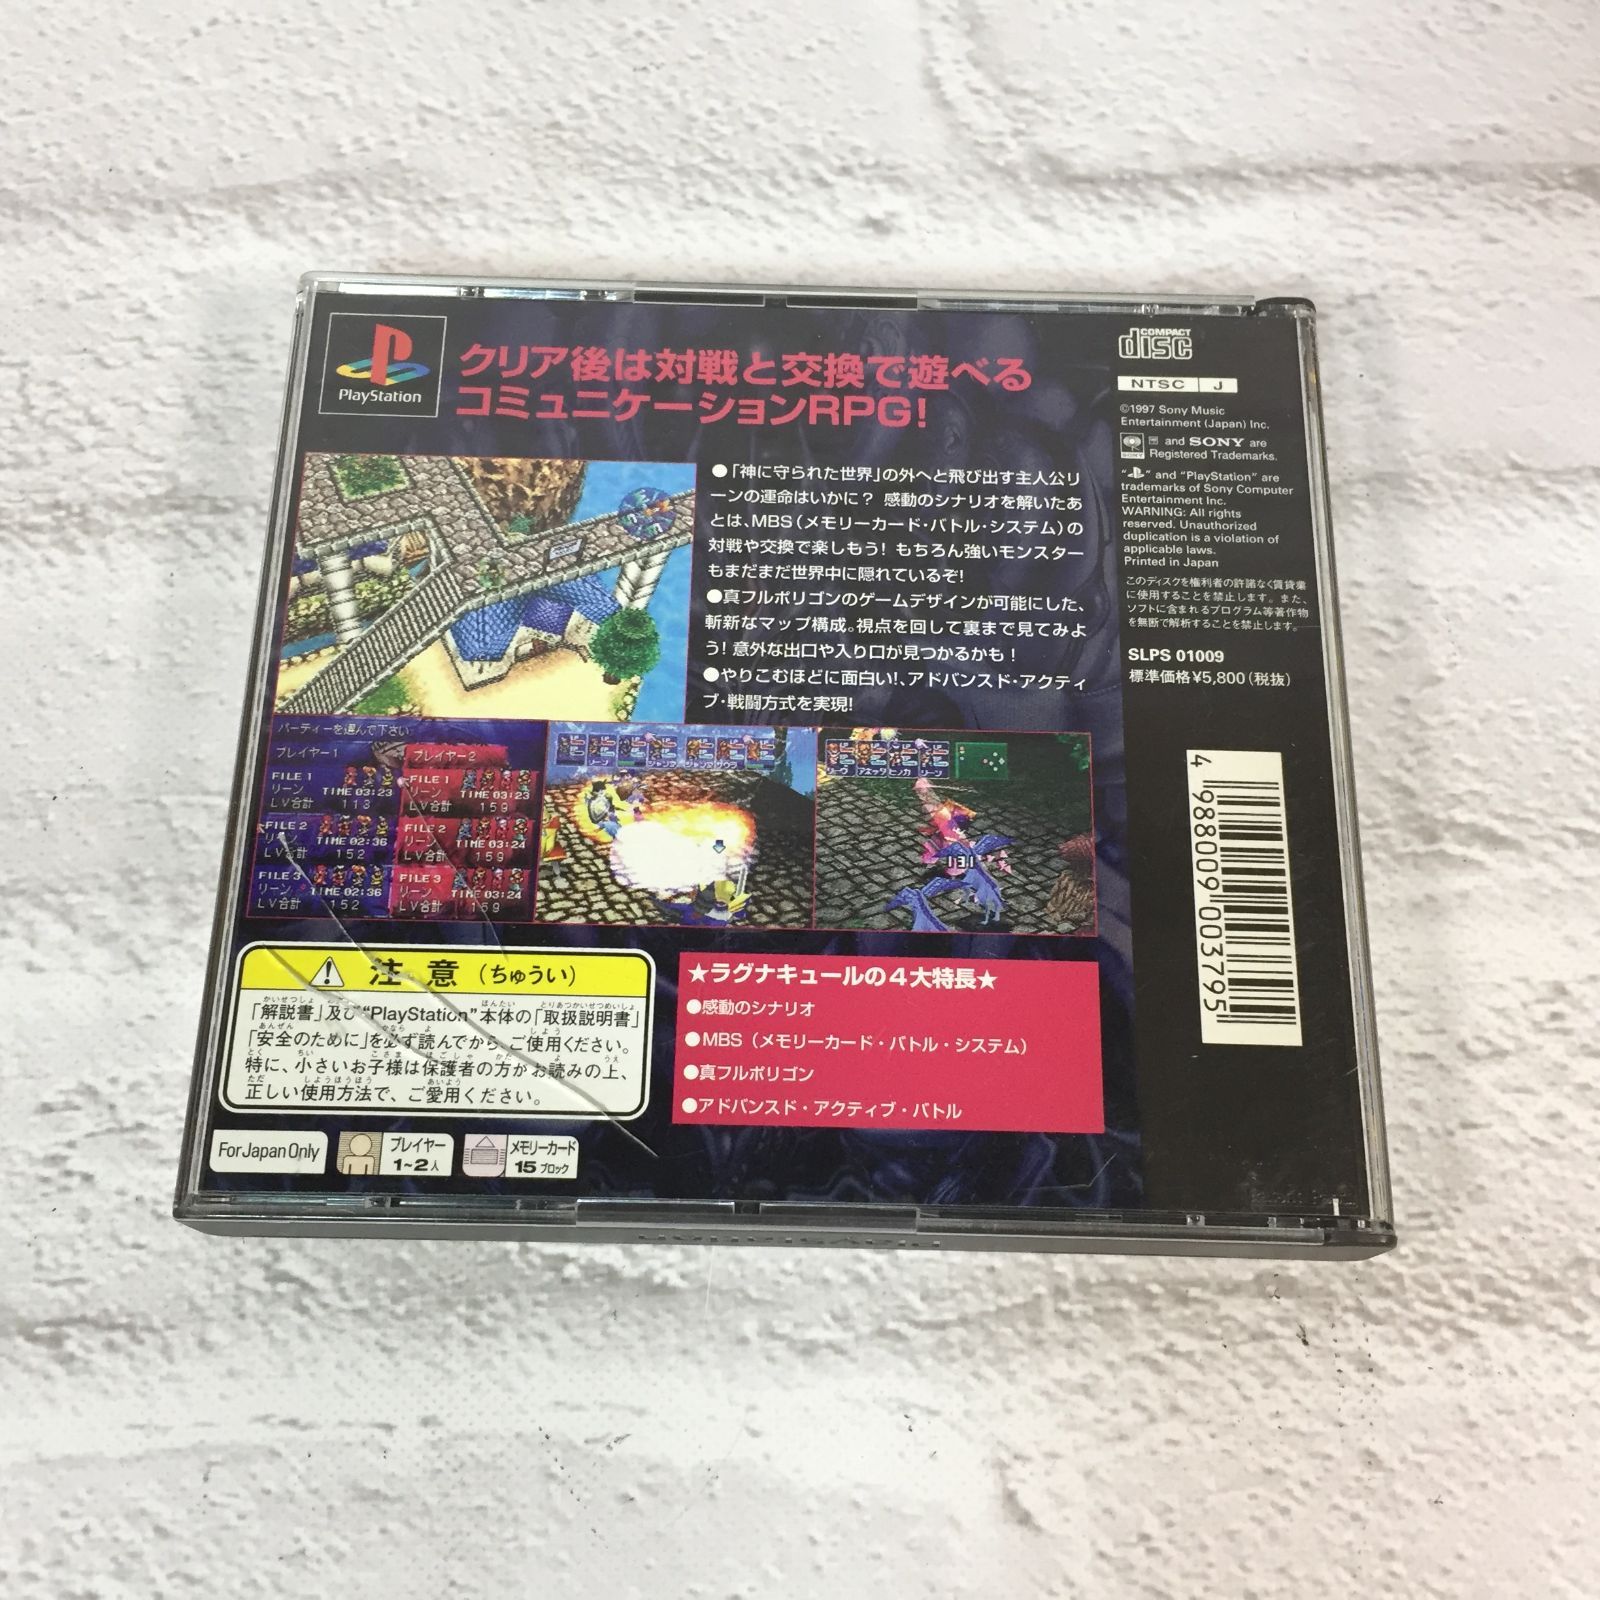 PlayStation
クリア後は対戦と交換で遊べる
コミュニケーションRPG!
●「神に守られた世界」の外へと飛び出す主人公リ
ーンの運命はいかに? 感動のシナリオを解いたあ
とは、MBS(メモリーカード・バトル・システム)の
対戦や交換で楽しもう! もちろん強いモンスター
もまだまだ世界中に隠れているぞ!
●真フルポリゴンのゲームデザインが可能にした、
斬新なマップ構成。視点を回して裏まで見てみよ
う! 意外な出口や入り口が見つかるかも!
●やりこむほどに面白い!、アドバンスド・アクティ
ブ・戦闘方式を実現!
パーティーを選んで下さい
プレイヤー1
プレイヤー2
FILE 1
リーン TIME 03:23
LV合計 113
FILE 1
リーン TIME 03:23
LV合計 159
FILE 2
リーン TIME 02:36
LV合計 152
FILE 2
リーン TIME 03:24
LV合計 159
FILE 3
リーン TIME 02:36
LV合計 152
FILE 3
リーン TIME 03:24
LV合計 159
131
注意(ちゅうい)
「解説書」及び“PlayStation”本体の「取扱説明書」
「安全のために」を必ず読んでから、ご使用ください。
特に、小さいお子様は保護者の方がお読みの上、
正しい使用方法で、ご愛用ください。
★ラグナキュールの4大特長★
●感動のシナリオ
●MBS(メモリーカード・バトル・システム)
●真フルポリゴン
●アドバンスド・アクティブ・バトル
For Japan Only
プレイヤー
1~2人
メモリーカード
15ブロック
COMPACT
disc
NTSC J
©1997 Sony Music
Entertainment (Japan) Inc.
and SONY are
Registered Trademarks.
“ ” and “PlayStation” are
trademarks of Sony Computer
Entertainment Inc.
WARNING: All rights
reserved. Unauthorized
duplication is a violation of
applicable laws.
Printed in Japan
このディスクを権利者の許諾なく賃貸業
に使用することを禁止します。また、
ソフトに含まれるプログラム等著作物
を無断で解析することを禁止します。
SLPS 01009
標準価格¥5,800(税抜)
4 988009 003795